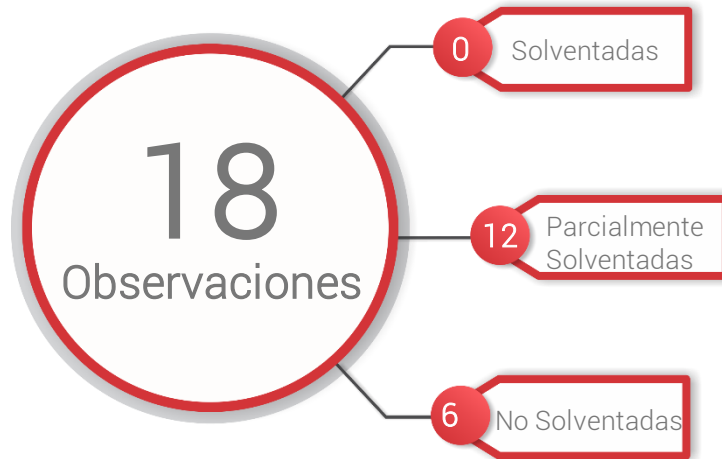 18
Observaciones
0
Solventadas
12
Parcialmente
Solventadas
6
No Solventadas